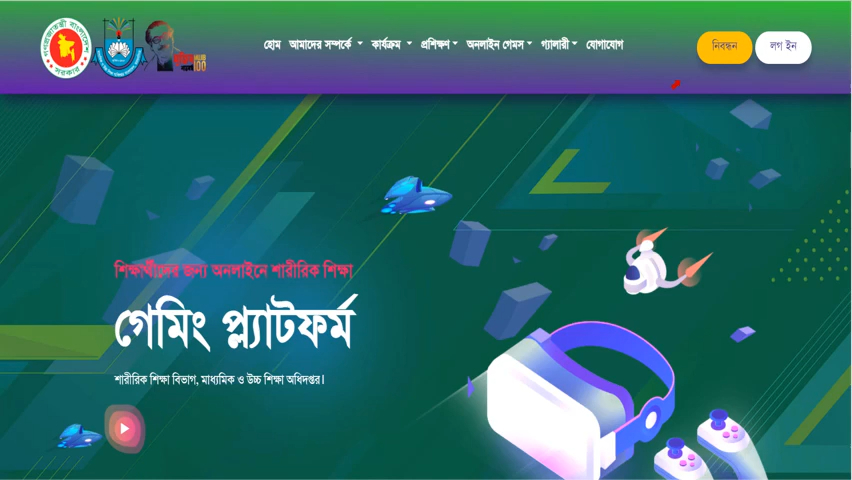 হোম আমাদের সম্পর্কে কার্যক্রম প্রশিক্ষণ অনলাইন গেমস গ্যালারী যোগাযোগ নিবন্ধন লগ ইন
শিক্ষার্থীদের জন্য অনলাইনে শারীরিক শিক্ষা
গেমিং প্ল্যাটফর্ম
শারীরিক শিক্ষা বিভাগ, মাধ্যমিক ও উচ্চ শিক্ষা অধিদপ্তর।